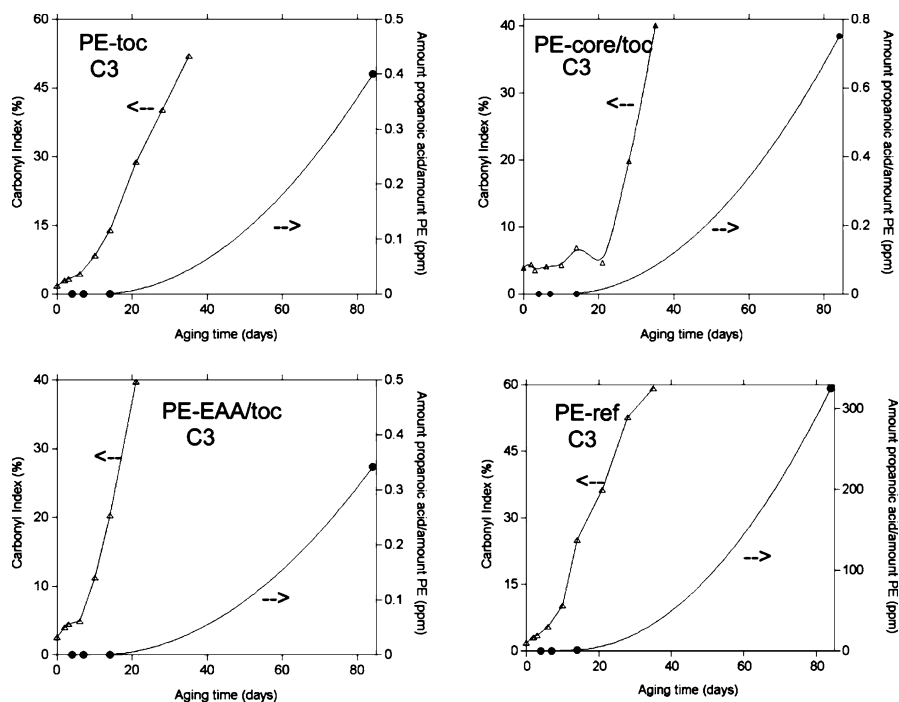 PE-toc
C3
Carbonyl Index (%)
60
45
30
15
0
0.5
0.4
0.3
0.2
0.1
0
Amount propanoic acid/amount PE (ppm)
<--
-->
0 20 40 60 80
Aging time (days)
PE-core/toc
C3
Carbonyl Index (%)
40
30
20
10
0
0.8
0.6
0.4
0.2
0
Amount propanoic acid/amount PE (ppm)
<--
-->
0 20 40 60 80
Aging time (days)
PE-EAA/toc
C3
Carbonyl Index (%)
40
30
20
10
0
0.5
0.4
0.3
0.2
0.1
0
Amount propanoic acid/amount PE (ppm)
<--
-->
0 20 40 60 80
Aging time (days)
PE-ref
C3
Carbonyl Index (%)
60
45
30
15
0
300
200
100
0
Amount propanoic acid/amount PE (ppm)
<--
-->
0 20 40 60 80
Aging time (days)